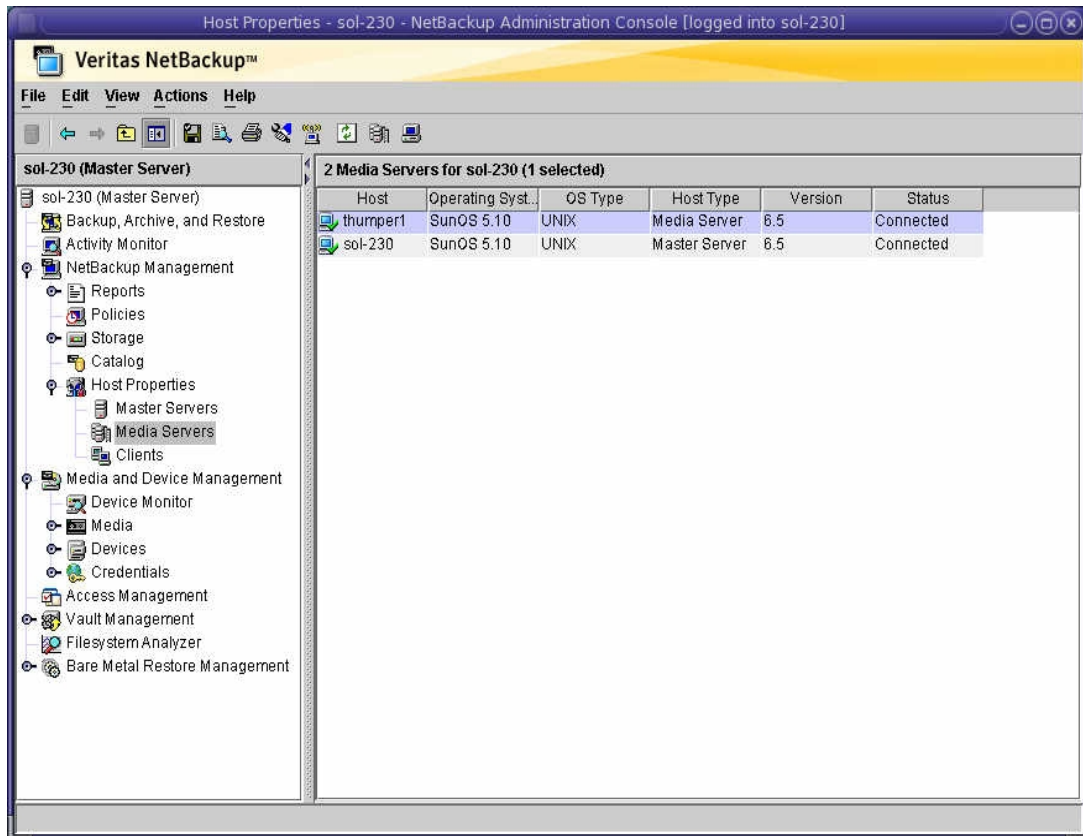 Host Properties - sol-230 - NetBackup Administration Console [logged into sol-230]
Veritas NetBackup™
File Edit View Actions Help
sol-230 (Master Server)
2 Media Servers for sol-230 (1 selected)
sol-230 (Master Server)
Backup, Archive, and Restore
Activity Monitor
NetBackup Management
Reports
Policies
Storage
Catalog
Host Properties
Master Servers
Media Servers
Clients
Media and Device Management
Device Monitor
Media
Devices
Credentials
Access Management
Vault Management
Filesystem Analyzer
Bare Metal Restore Management
Host Operating Syst... OS Type Host Type Version Status
thumper1 SunOS 5.10 UNIX Media Server 6.5 Connected
sol-230 SunOS 5.10 UNIX Master Server 6.5 Connected